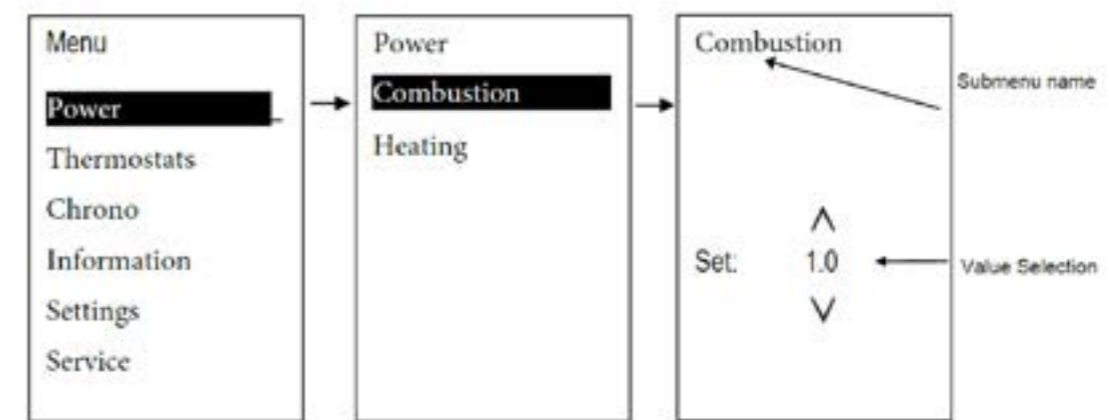 Menu
Power
Thermostats
Chrono
Information
Settings
Service
Power
Combustion
Heating
Combustion
Set: 1.0
Submenu name
Value Selection